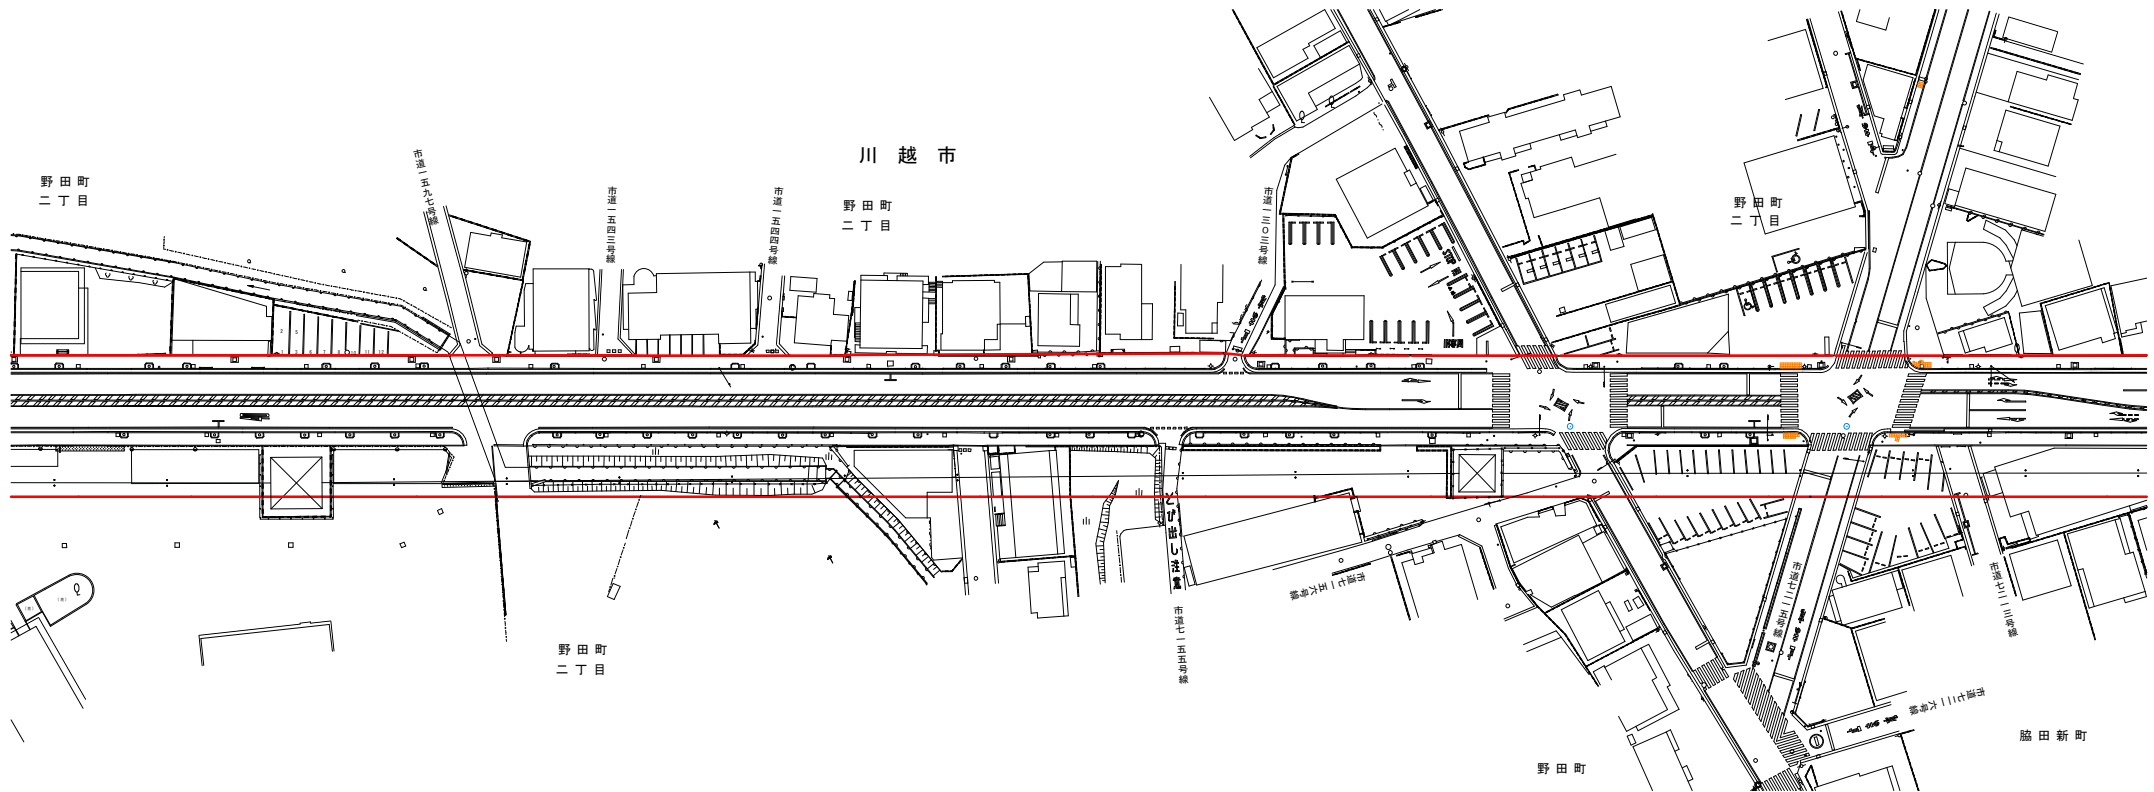 川越市
野田町
二丁目
市道一五九七号線
市道一五四三号線
市道一五四四号線
野田町
二丁目
市道一三〇三号線
野田町
二丁目
とび出し注意
市道七一五五号線
市道七一五六号線
市道七二一五号線
市道七二一三号線
市道七二一六号線
野田町
二丁目
野田町
脇田新町